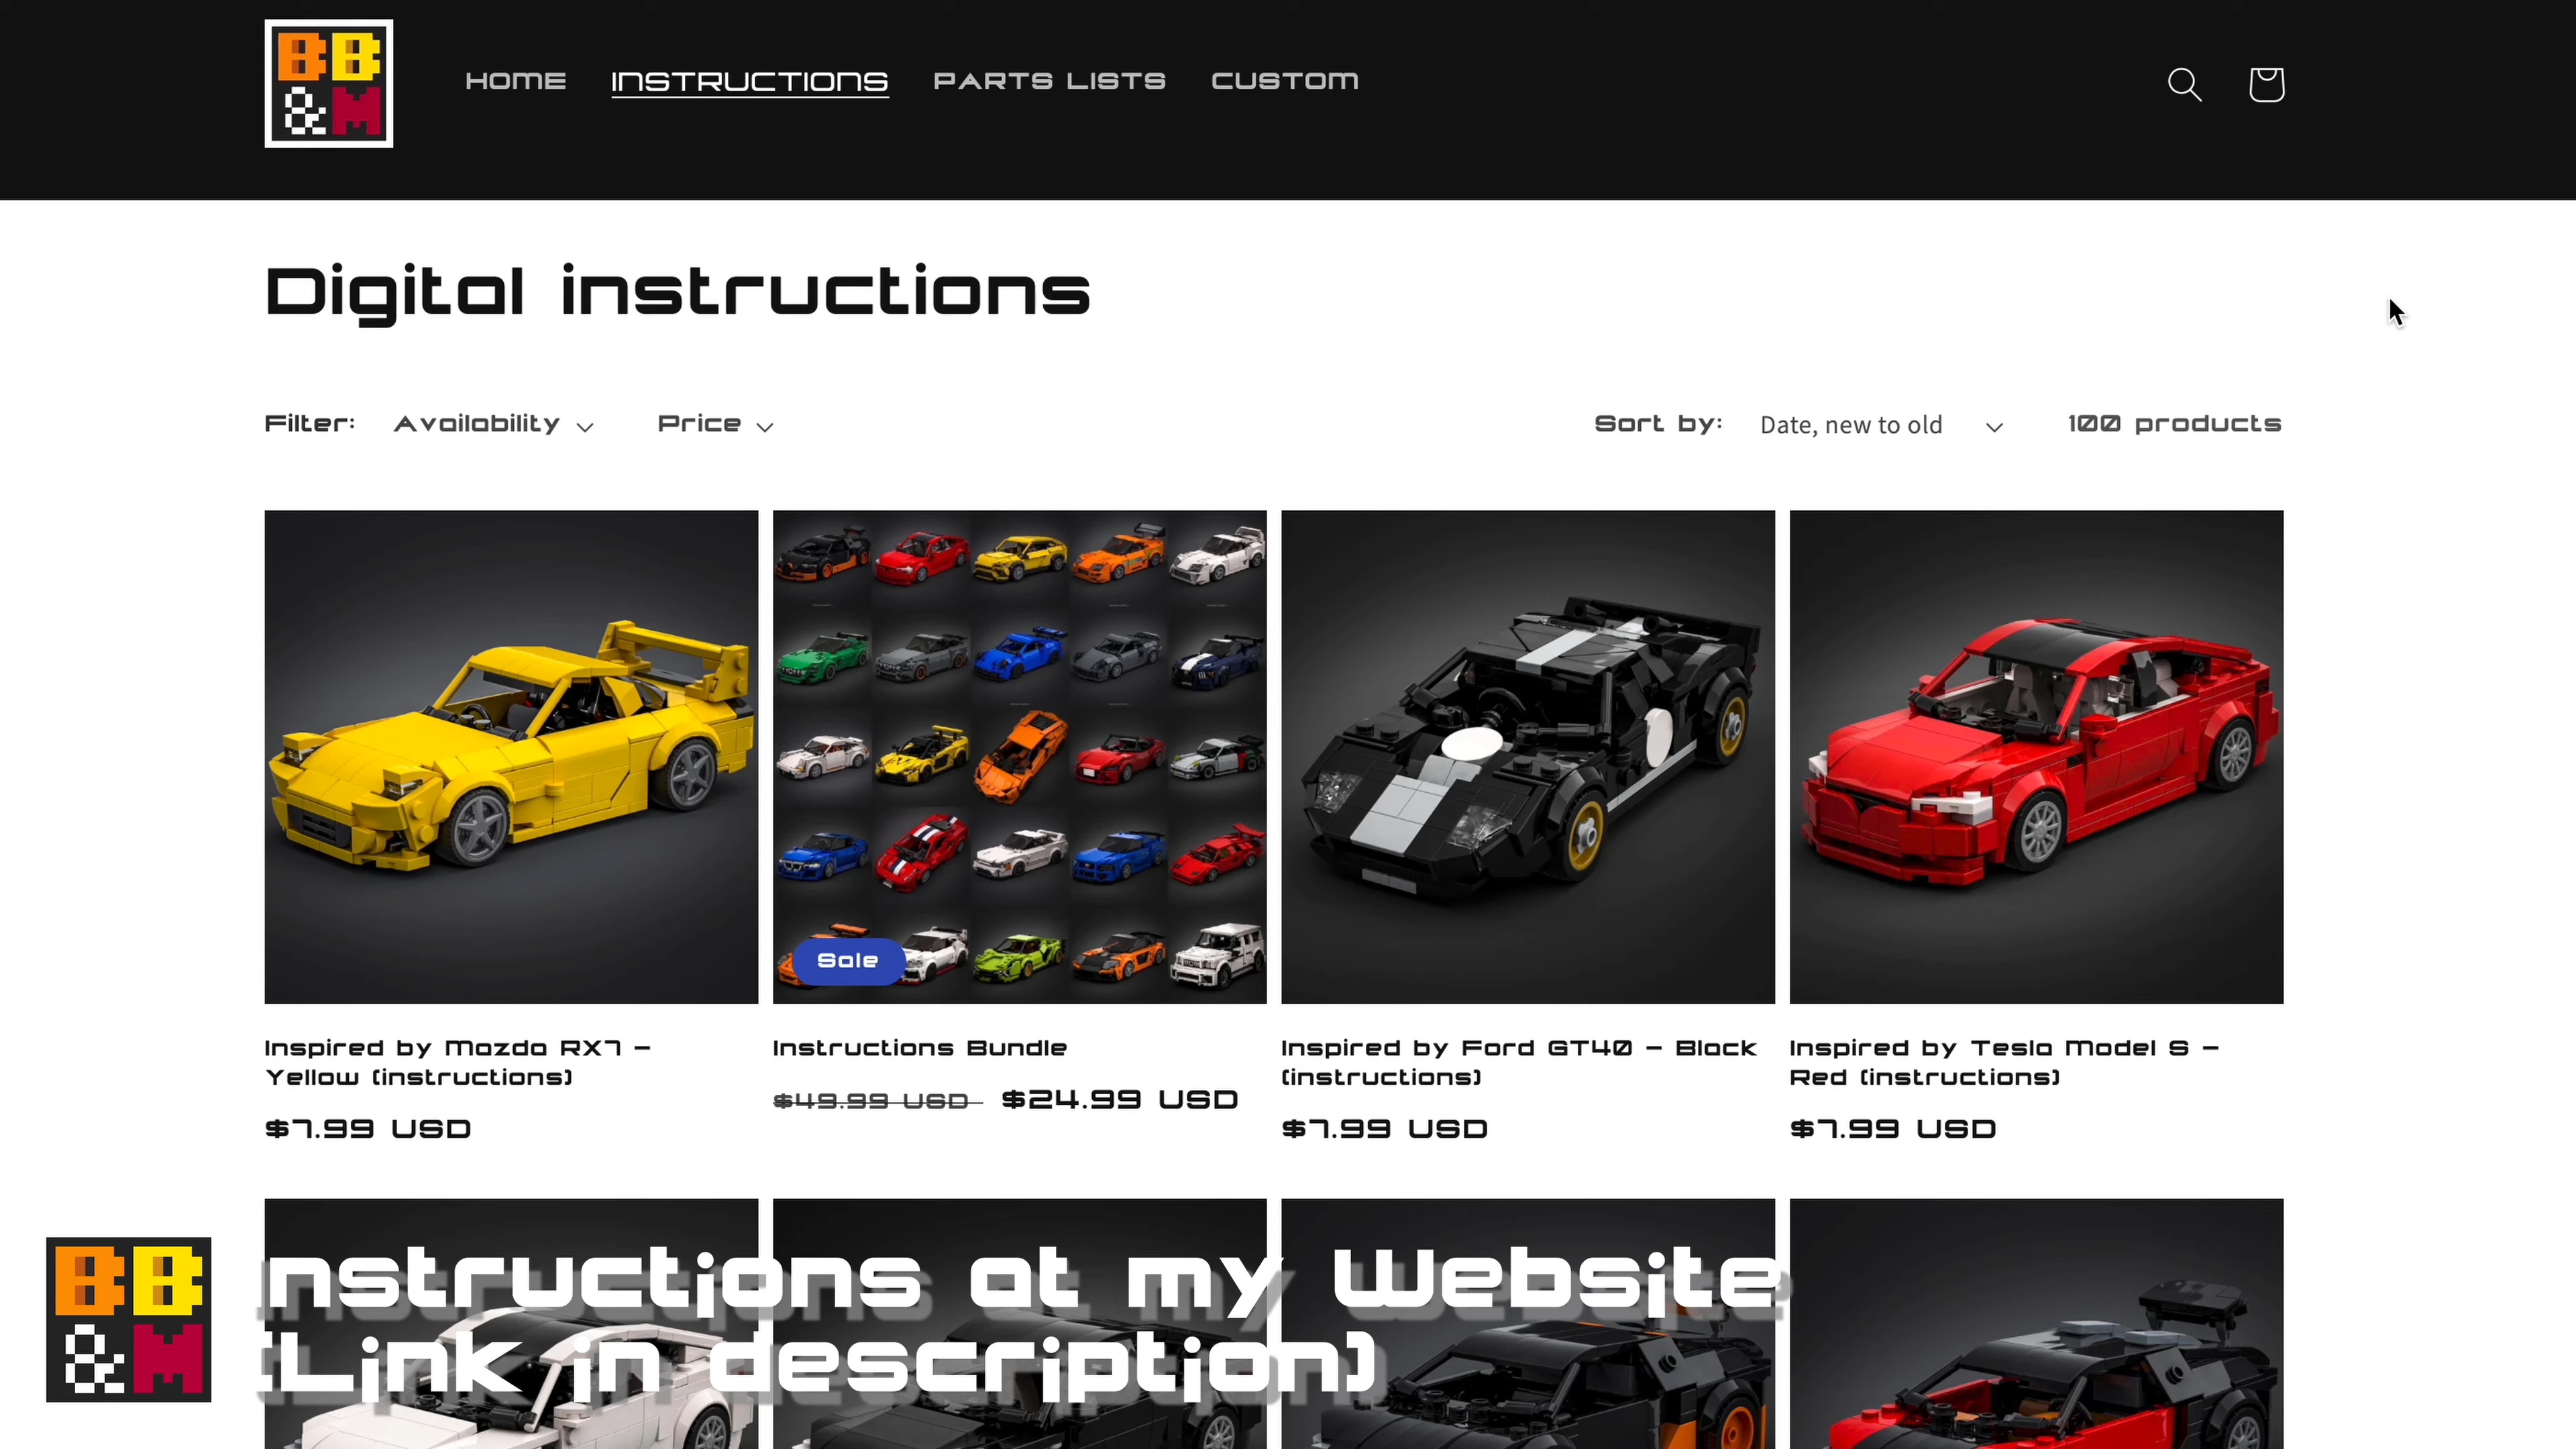 BB
&M
HOME INSTRUCTIONS PARTS LISTS CUSTOM
Digital instructions
Filter: Availability Price Sort by: Date, new to old 100 products
Sale
Inspired by Mazda RX7 –
Yellow (instructions)
$7.99 USD
Instructions Bundle
$49.99 USD $24.99 USD
Inspired by Ford GT40 – Black
(instructions)
$7.99 USD
Inspired by Tesla Model S –
Red (instructions)
$7.99 USD
BB
&M
Instructions at my Website
(Link in description)